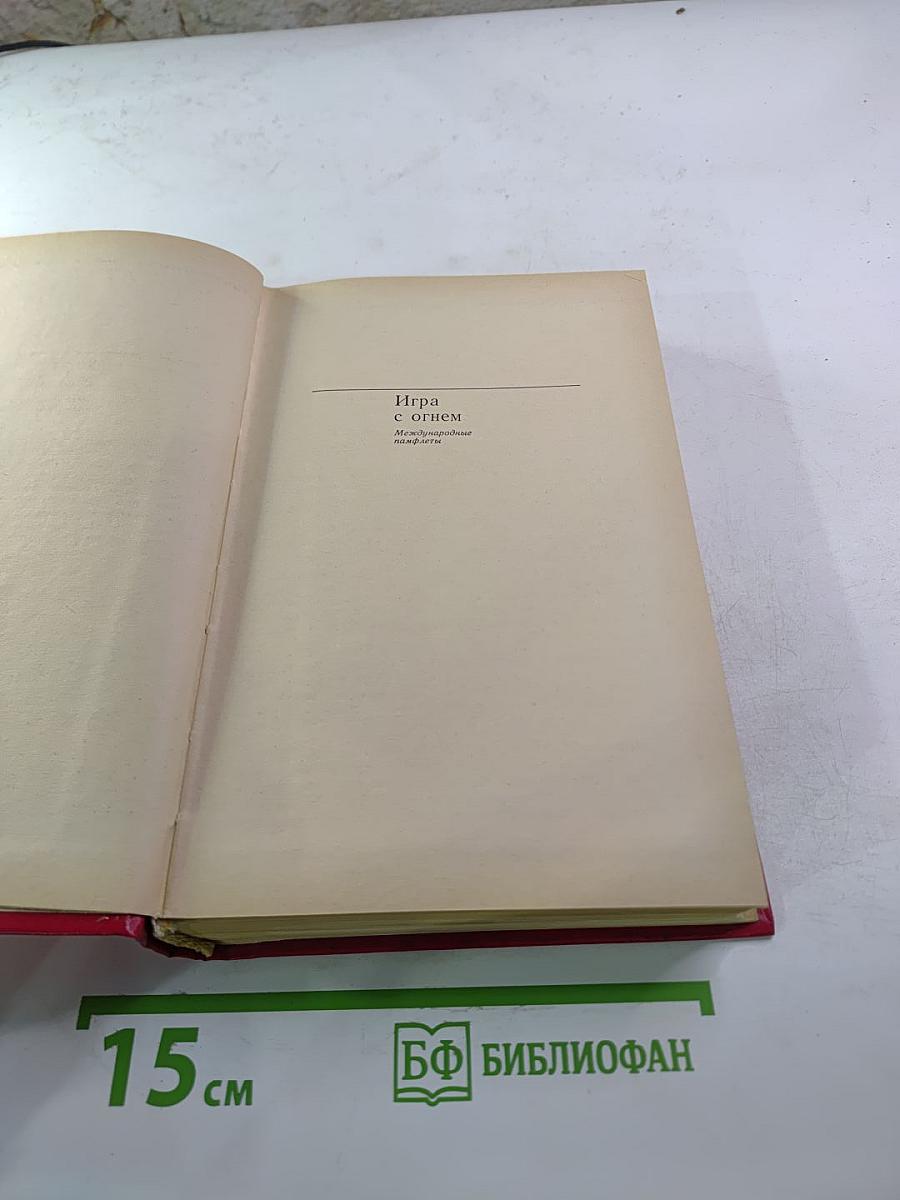 Игра
с огнем
Международные
памфлеты
15 см
БФ БИБЛИОФАН